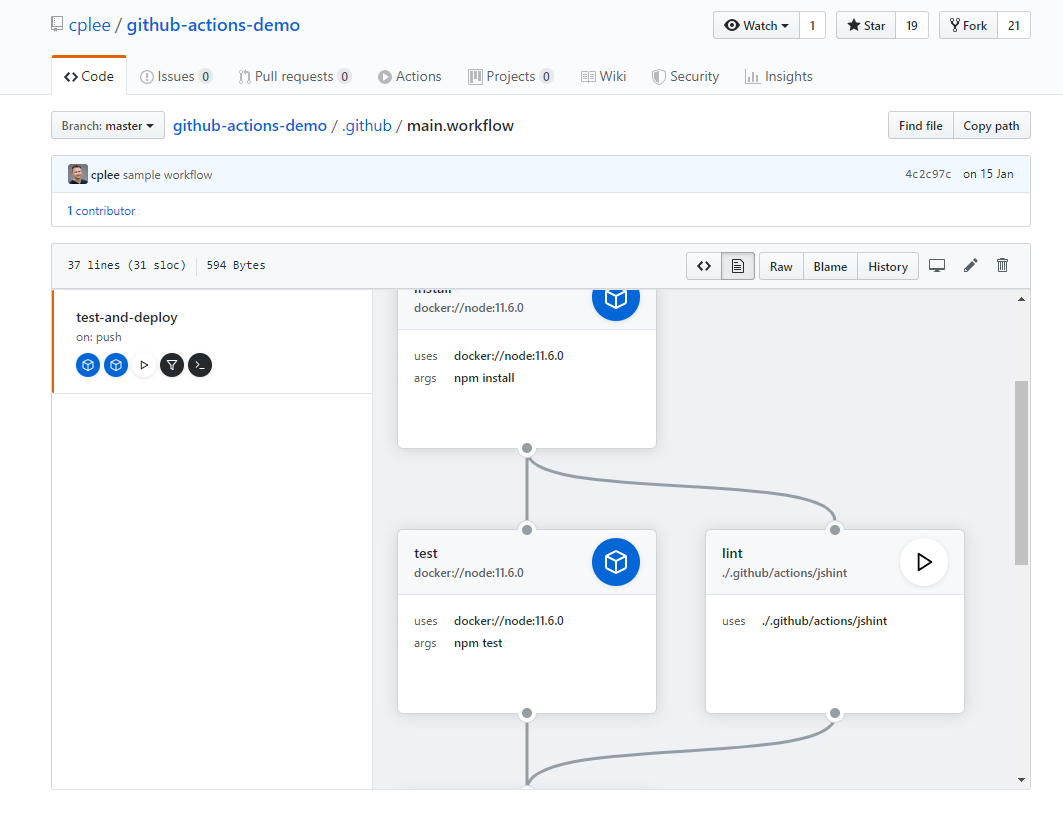 cplee / github-actions-demo
Watch 1 Star 19 Fork 21
Code Issues 0 Pull requests 0 Actions Projects 0 Wiki Security Insights
Branch: master github-actions-demo / .github / main.workflow Find file Copy path
cplee sample workflow 4c2c97c on 15 Jan
1 contributor
37 lines (31 sloc) 594 Bytes Raw Blame History
test-and-deploy
on: push
install
docker://node:11.6.0
uses docker://node:11.6.0
args npm install
test
docker://node:11.6.0
uses docker://node:11.6.0
args npm test
lint
./.github/actions/jshint
uses ./.github/actions/jshint